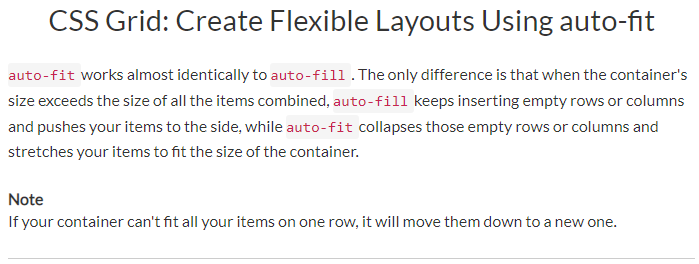 CSS Grid: Create Flexible Layouts Using auto-fit
auto-fit works almost identically to auto-fill . The only difference is that when the container's
size exceeds the size of all the items combined, auto-fill keeps inserting empty rows or columns
and pushes your items to the side, while auto-fit collapses those empty rows or columns and
stretches your items to fit the size of the container.
Note
If your container can't fit all your items on one row, it will move them down to a new one.